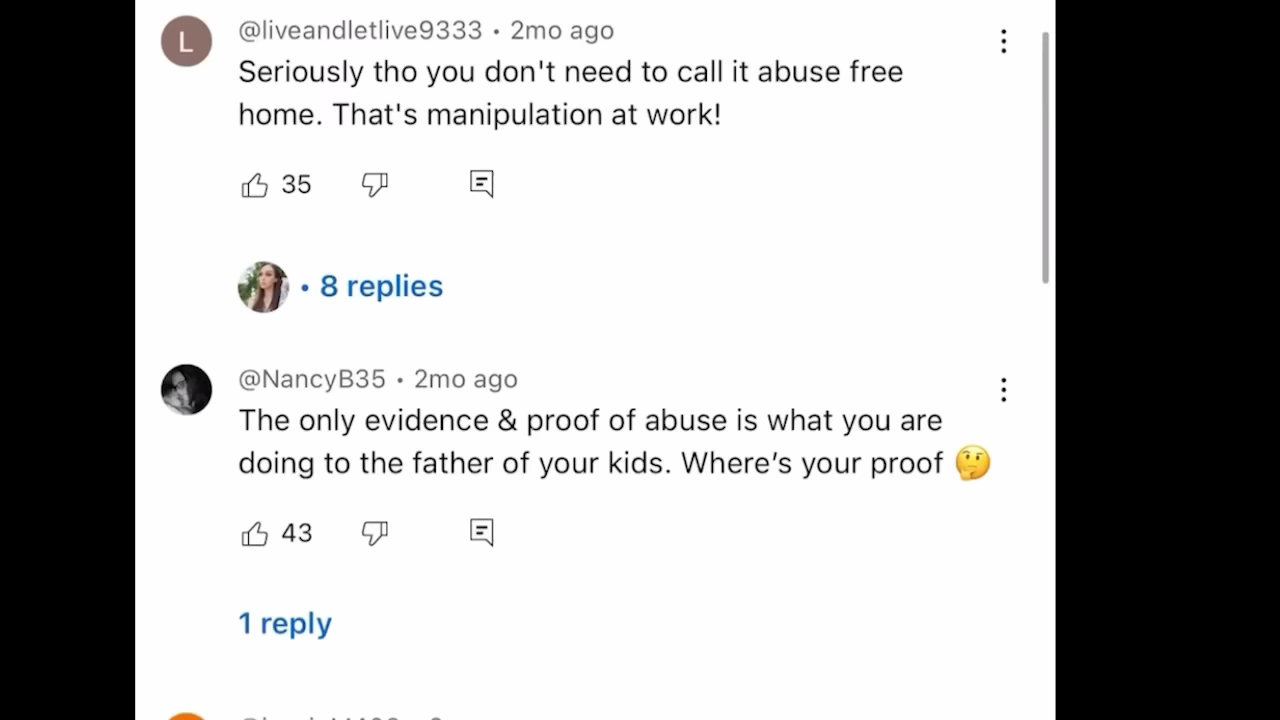 L
@liveandletlive9333 • 2mo ago
Seriously tho you don't need to call it abuse free
home. That's manipulation at work!
35
• 8 replies
@NancyB35 • 2mo ago
The only evidence & proof of abuse is what you are
doing to the father of your kids. Where’s your proof 🤔
43
1 reply